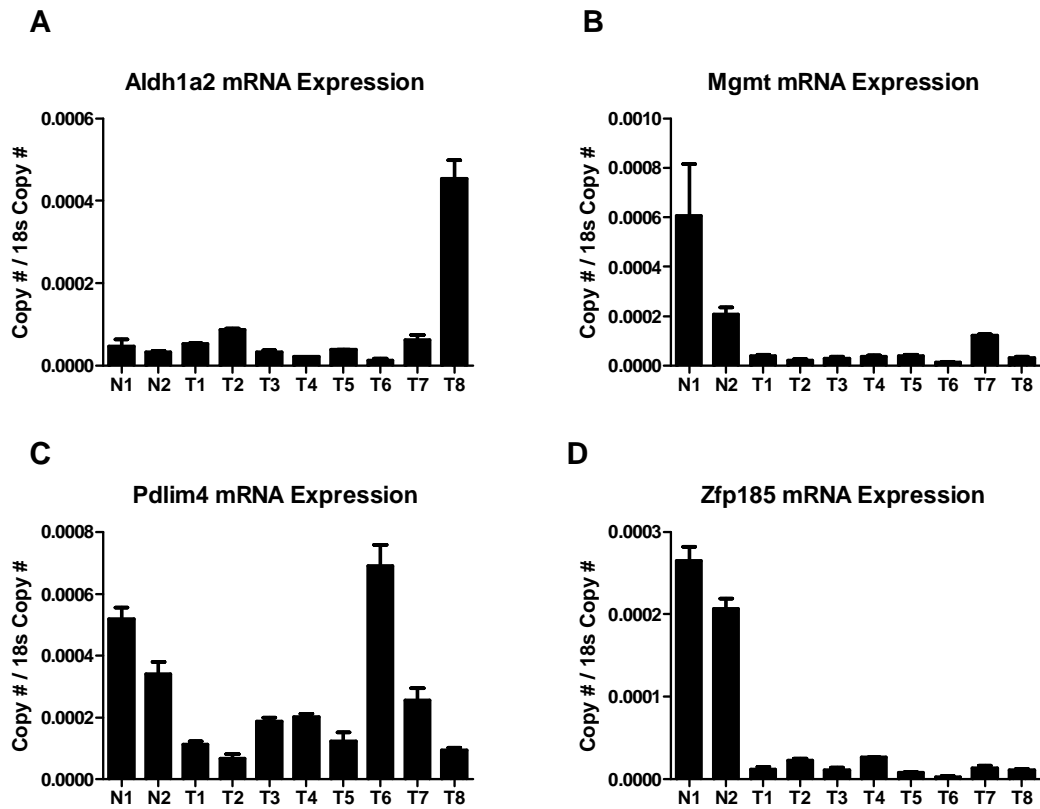 A
Aldh1a2 mRNA Expression
Copy # / 18s Copy #
0.0006
0.0004
0.0002
0.0000
N1 N2 T1 T2 T3 T4 T5 T6 T7 T8
B
Mgmt mRNA Expression
Copy # / 18s Copy #
0.0010
0.0008
0.0006
0.0004
0.0002
0.0000
N1 N2 T1 T2 T3 T4 T5 T6 T7 T8
C
Pdlim4 mRNA Expression
Copy # / 18s Copy #
0.0008
0.0006
0.0004
0.0002
0.0000
N1 N2 T1 T2 T3 T4 T5 T6 T7 T8
D
Zfp185 mRNA Expression
Copy # / 18s Copy #
0.0003
0.0002
0.0001
0.0000
N1 N2 T1 T2 T3 T4 T5 T6 T7 T8